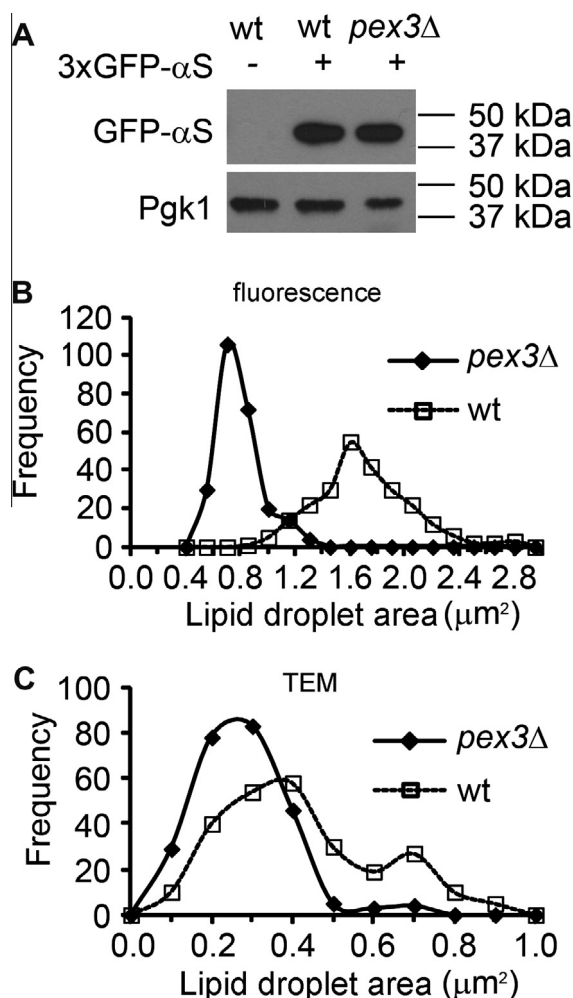 A
wt wt pex3Δ
3xGFP-αS - + +
GFP-αS
50 kDa
37 kDa
Pgk1
50 kDa
37 kDa
B
fluorescence
Frequency
120
100
80
60
40
20
0
pex3Δ
wt
0.0 0.4 0.8 1.2 1.6 2.0 2.4 2.8
Lipid droplet area (μm²)
C
TEM
Frequency
100
80
60
40
20
0
pex3Δ
wt
0.0 0.2 0.4 0.6 0.8 1.0
Lipid droplet area (μm²)